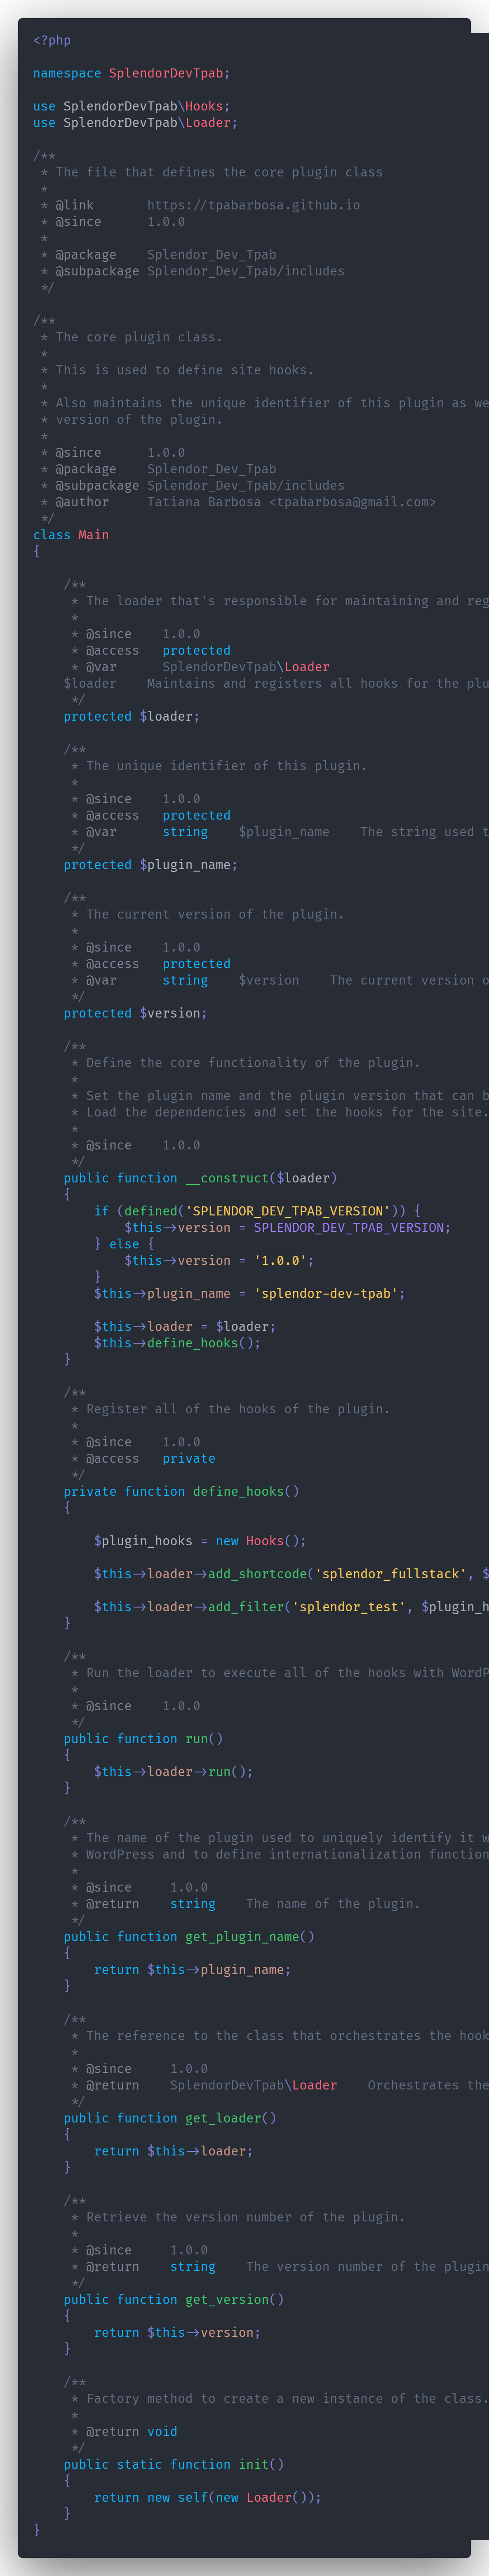 <?php

namespace SplendorDevTpab;

use SplendorDevTpab\Hooks;
use SplendorDevTpab\Loader;

/**
 * The file that defines the core plugin class
 *
 * @link       https://tpabarbosa.github.io
 * @since      1.0.0
 *
 * @package    Splendor_Dev_Tpab
 * @subpackage Splendor_Dev_Tpab/includes
 */

/**
 * The core plugin class.
 *
 * This is used to define site hooks.
 *
 * Also maintains the unique identifier of this plugin as we
 * version of the plugin.
 *
 * @since      1.0.0
 * @package    Splendor_Dev_Tpab
 * @subpackage Splendor_Dev_Tpab/includes
 * @author     Tatiana Barbosa <tpabarbosa@gmail.com>
 */
class Main
{

    /**
     * The loader that's responsible for maintaining and reg
     *
     * @since    1.0.0
     * @access   protected
     * @var      SplendorDevTpab\Loader
    $loader    Maintains and registers all hooks for the plu
     */
    protected $loader;

    /**
     * The unique identifier of this plugin.
     *
     * @since    1.0.0
     * @access   protected
     * @var      string    $plugin_name    The string used t
     */
    protected $plugin_name;

    /**
     * The current version of the plugin.
     *
     * @since    1.0.0
     * @access   protected
     * @var      string    $version    The current version o
     */
    protected $version;

    /**
     * Define the core functionality of the plugin.
     *
     * Set the plugin name and the plugin version that can b
     * Load the dependencies and set the hooks for the site.
     *
     * @since    1.0.0
     */
    public function __construct($loader)
    {
        if (defined('SPLENDOR_DEV_TPAB_VERSION')) {
            $this->version = SPLENDOR_DEV_TPAB_VERSION;
        } else {
            $this->version = '1.0.0';
        }
        $this->plugin_name = 'splendor-dev-tpab';

        $this->loader = $loader;
        $this->define_hooks();
    }

    /**
     * Register all of the hooks of the plugin.
     *
     * @since    1.0.0
     * @access   private
     */
    private function define_hooks()
    {

        $plugin_hooks = new Hooks();

        $this->loader->add_shortcode('splendor_fullstack', $

        $this->loader->add_filter('splendor_test', $plugin_h
    }

    /**
     * Run the loader to execute all of the hooks with WordP
     *
     * @since    1.0.0
     */
    public function run()
    {
        $this->loader->run();
    }

    /**
     * The name of the plugin used to uniquely identify it w
     * WordPress and to define internationalization function
     *
     * @since     1.0.0
     * @return    string    The name of the plugin.
     */
    public function get_plugin_name()
    {
        return $this->plugin_name;
    }

    /**
     * The reference to the class that orchestrates the hook
     *
     * @since     1.0.0
     * @return    SplendorDevTpab\Loader    Orchestrates the
     */
    public function get_loader()
    {
        return $this->loader;
    }

    /**
     * Retrieve the version number of the plugin.
     *
     * @since     1.0.0
     * @return    string    The version number of the plugin
     */
    public function get_version()
    {
        return $this->version;
    }

    /**
     * Factory method to create a new instance of the class.
     *
     * @return void
     */
    public static function init()
    {
        return new self(new Loader());
    }
}